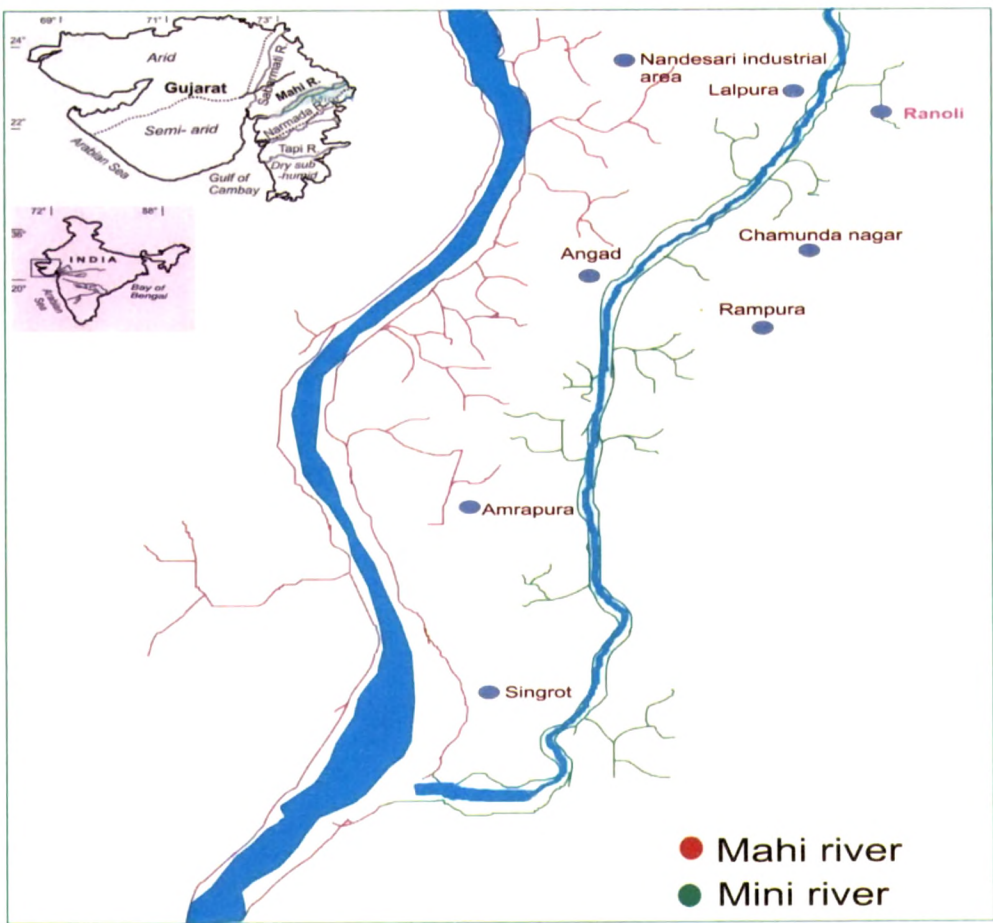 69°
71°
73°
24°
Arid
Gujarat
Sabarmati R.
Mahi R.
Narmada R.
22°
Semi- arid
Tapi R.
Dry sub
-humid
Arabian Sea
Gulf of
Cambay
72°
88°
36°
INDIA
20°
Arabian
Sea
Bay of
Bengal
Nandesari industrial
area
Lalpura
Ranoli
Chamunda nagar
Angad
Rampura
Amrapura
Singrot
Mahi river
Mini river